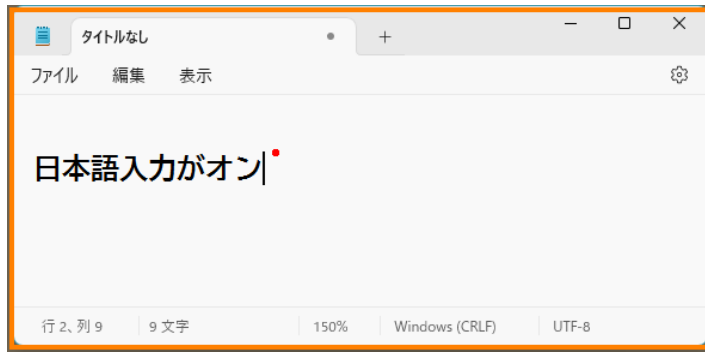 タイトルなし
ファイル 編集 表示
日本語入力がオン
行 2、列 9 9 文字 150% Windows (CRLF) UTF-8